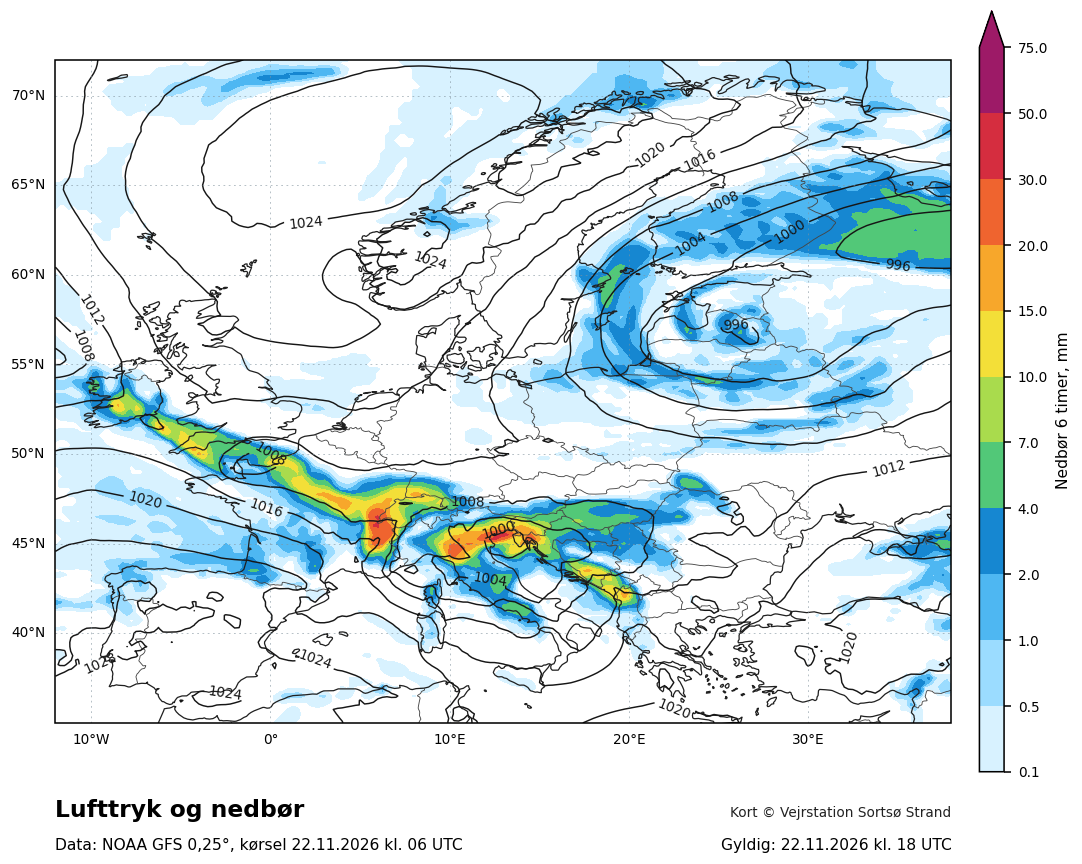 75.0
50.0
30.0
20.0
15.0
10.0
7.0
4.0
2.0
1.0
0.5
0.1
Nedbør 6 timer, mm
70°N
65°N
60°N
55°N
50°N
45°N
40°N
10°W
0°
10°E
20°E
30°E
1020
1016
1024
1008
1004
1000
1024
996
1012
1008
996
1008
1012
1020
1016
1008
1000
1004
1028
1024
1024
1020
1020
Lufttryk og nedbør
Kort © Vejrstation Sortsø Strand
Data: NOAA GFS 0,25°, kørsel 22.11.2026 kl. 06 UTC
Gyldig: 22.11.2026 kl. 18 UTC